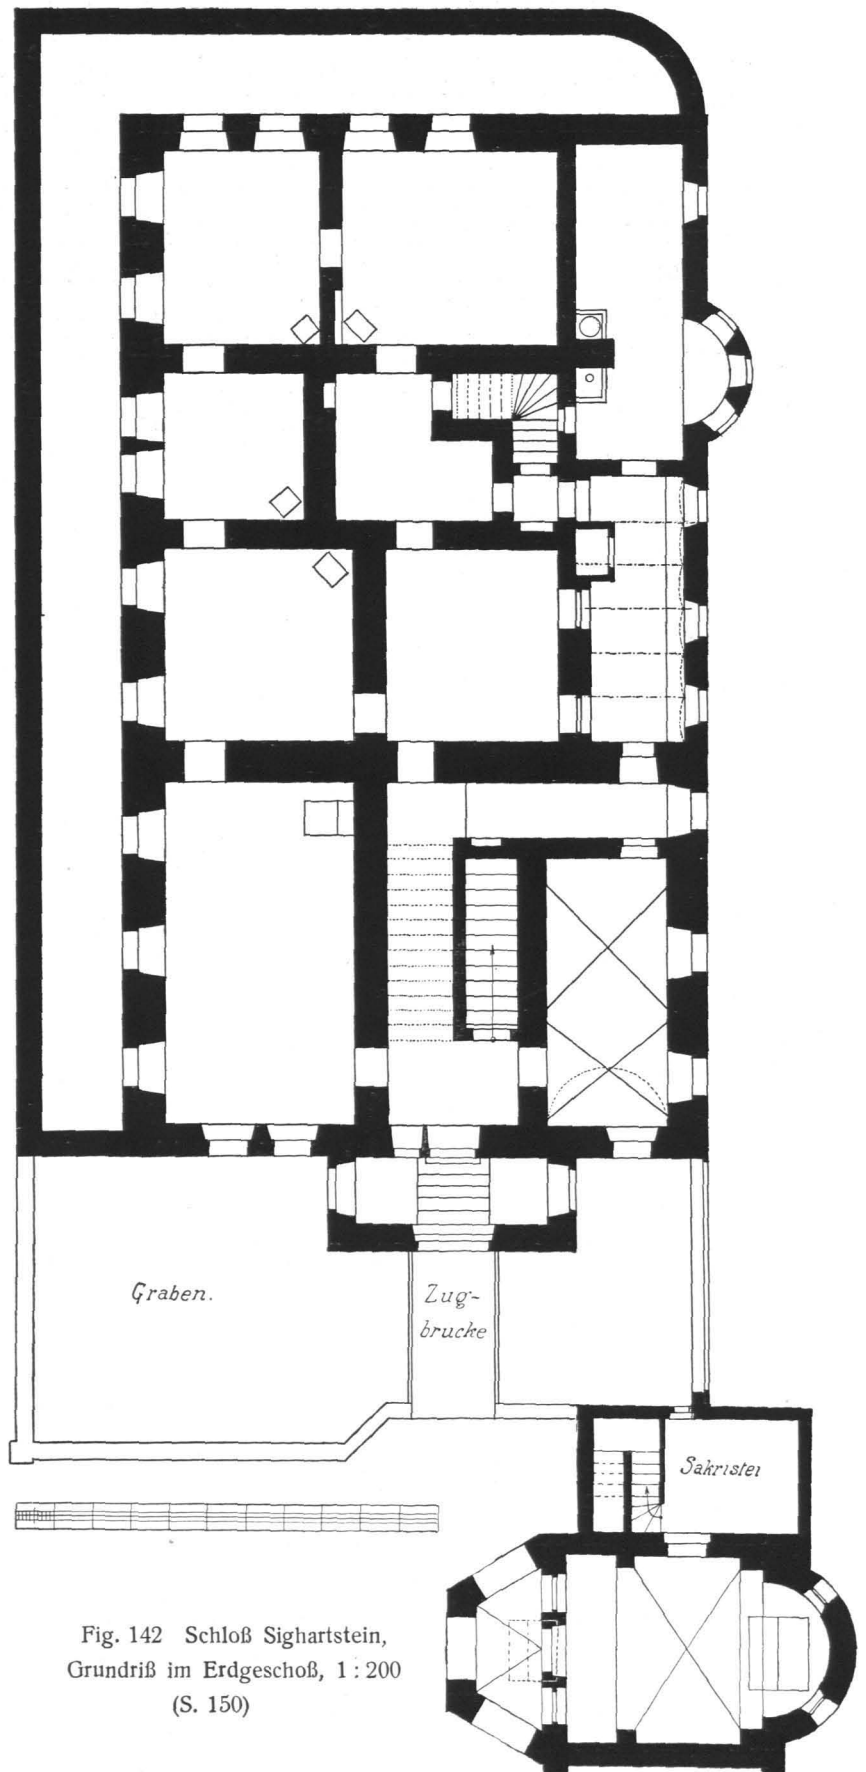 Graben.
Zug-
brucke
Sakristei
Fig. 142 Schloß Sighartstein,
Grundriß im Erdgeschoß, 1 : 200
(S. 150)